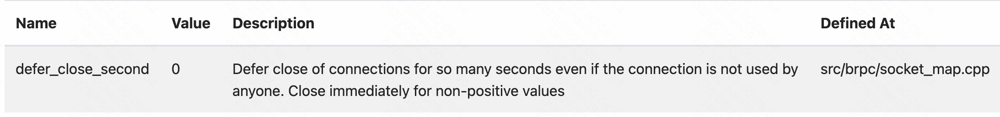 Name Value Description Defined At
defer_close_second 0 Defer close of connections for so many seconds even if the connection is not used by src/brpc/socket_map.cpp
anyone. Close immediately for non-positive values